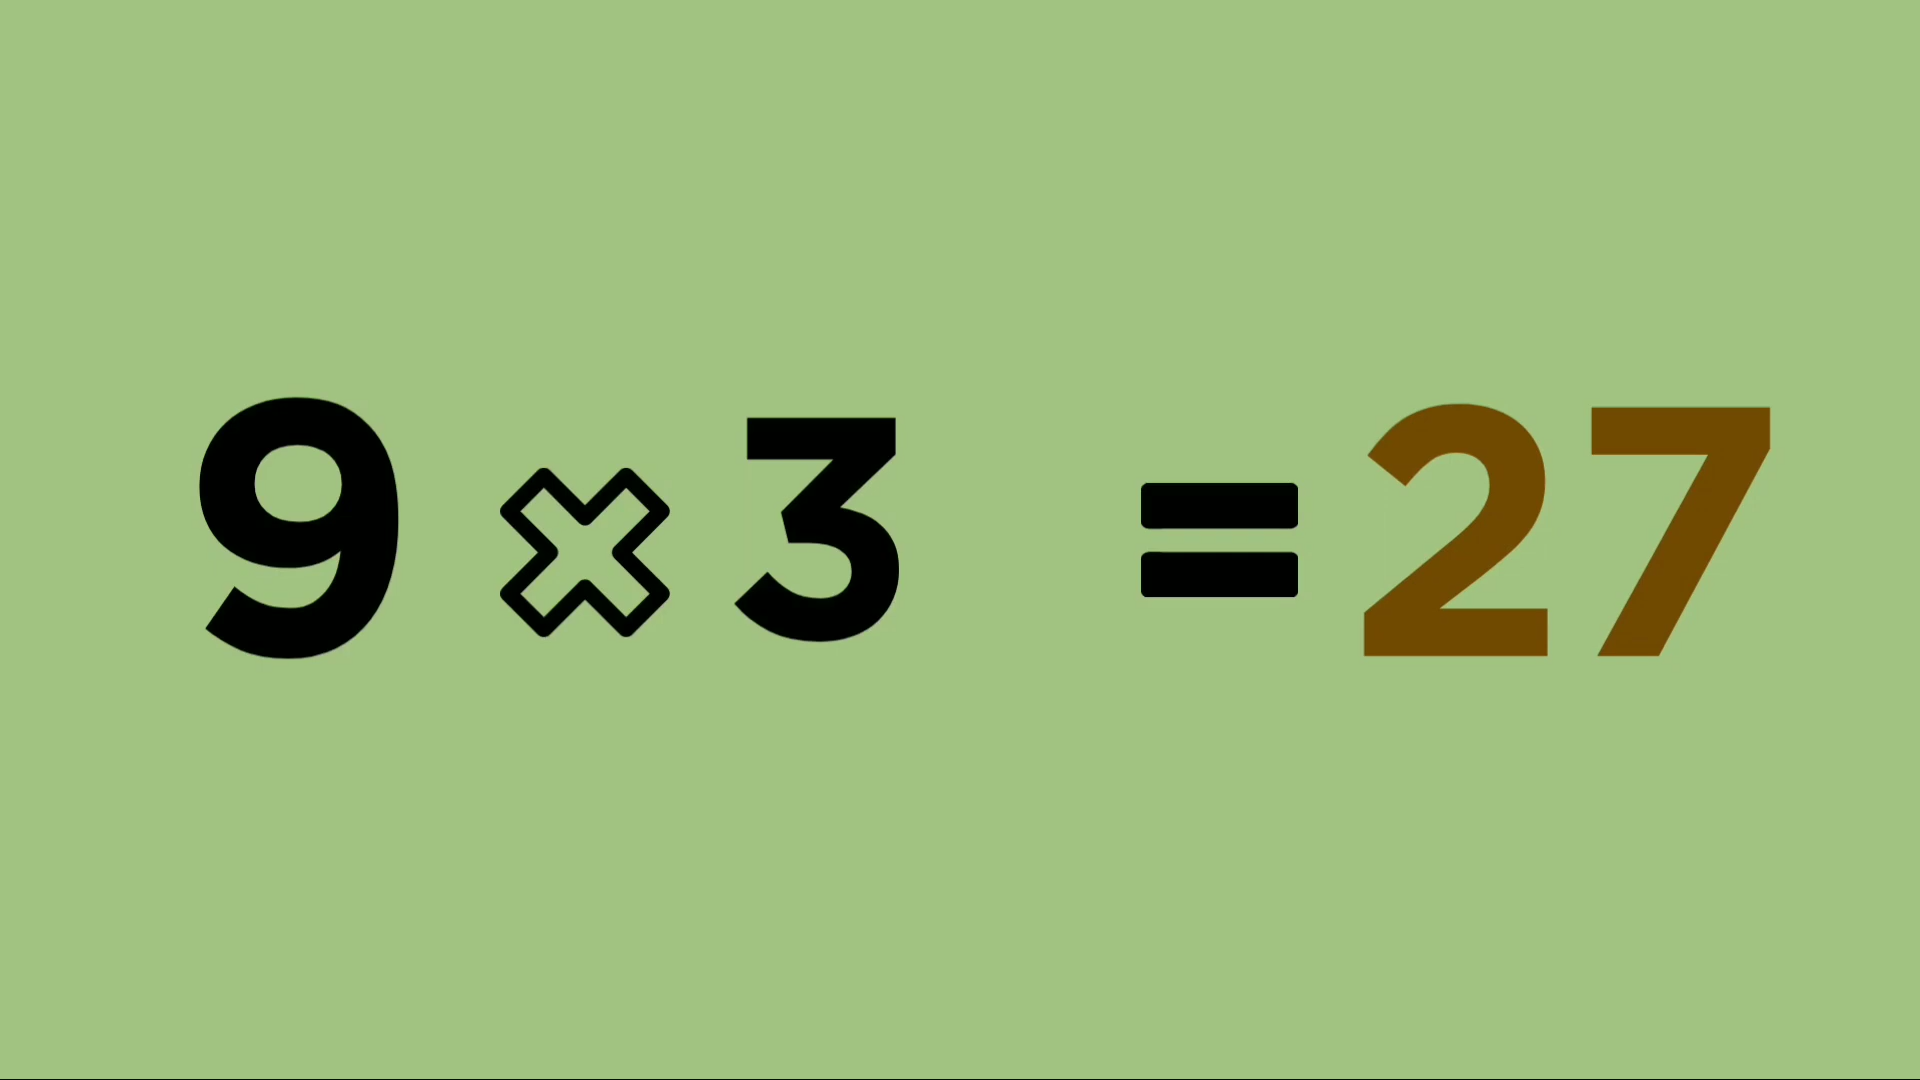 9 × 3 = 27